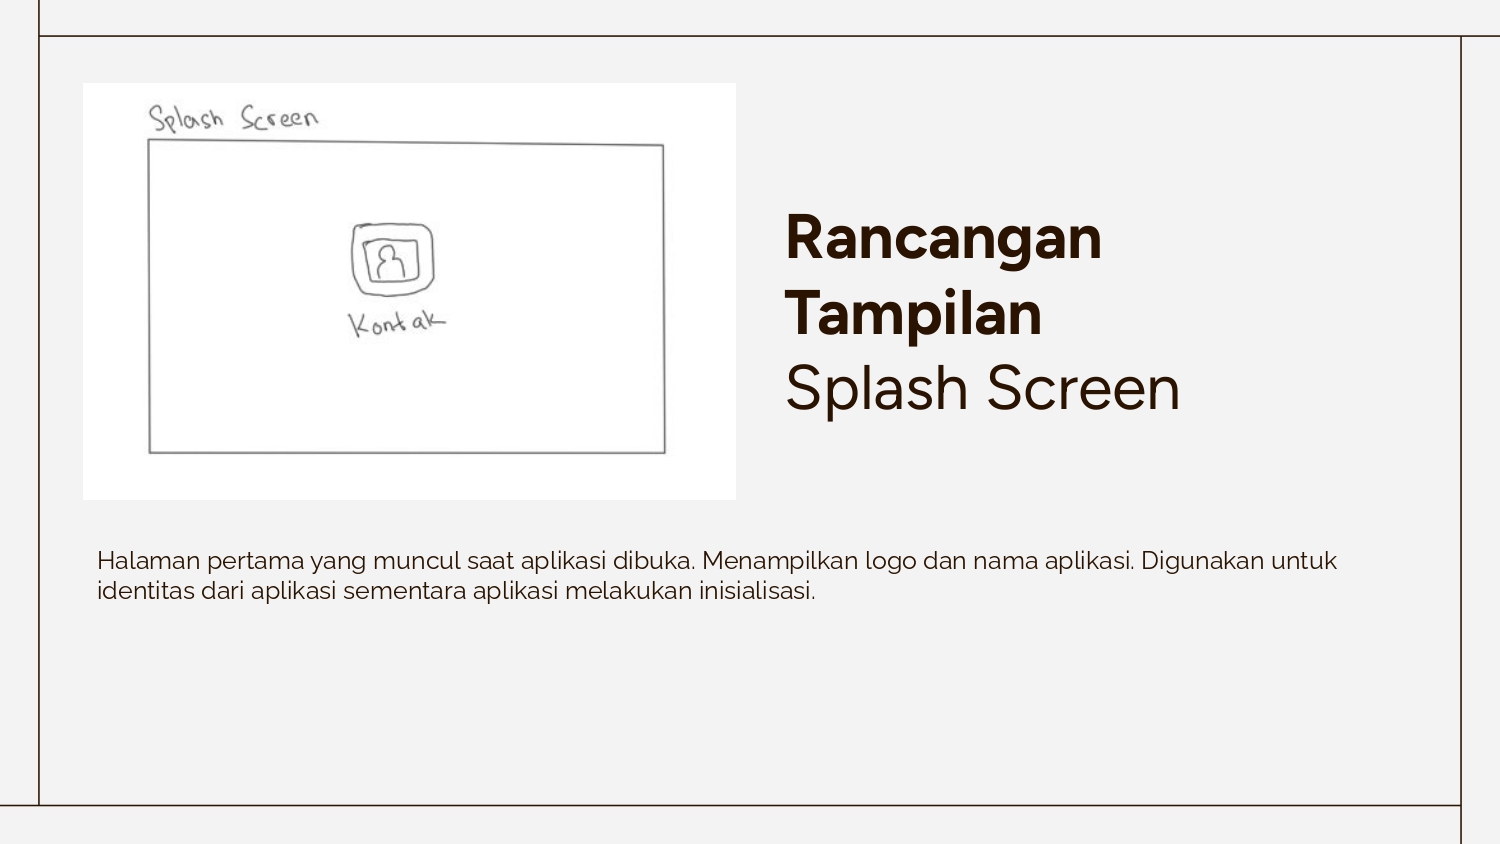 Splash Screen
Kontak
Rancangan
Tampilan
Splash Screen
Halaman pertama yang muncul saat aplikasi dibuka. Menampilkan logo dan nama aplikasi. Digunakan untuk
identitas dari aplikasi sementara aplikasi melakukan inisialisasi.